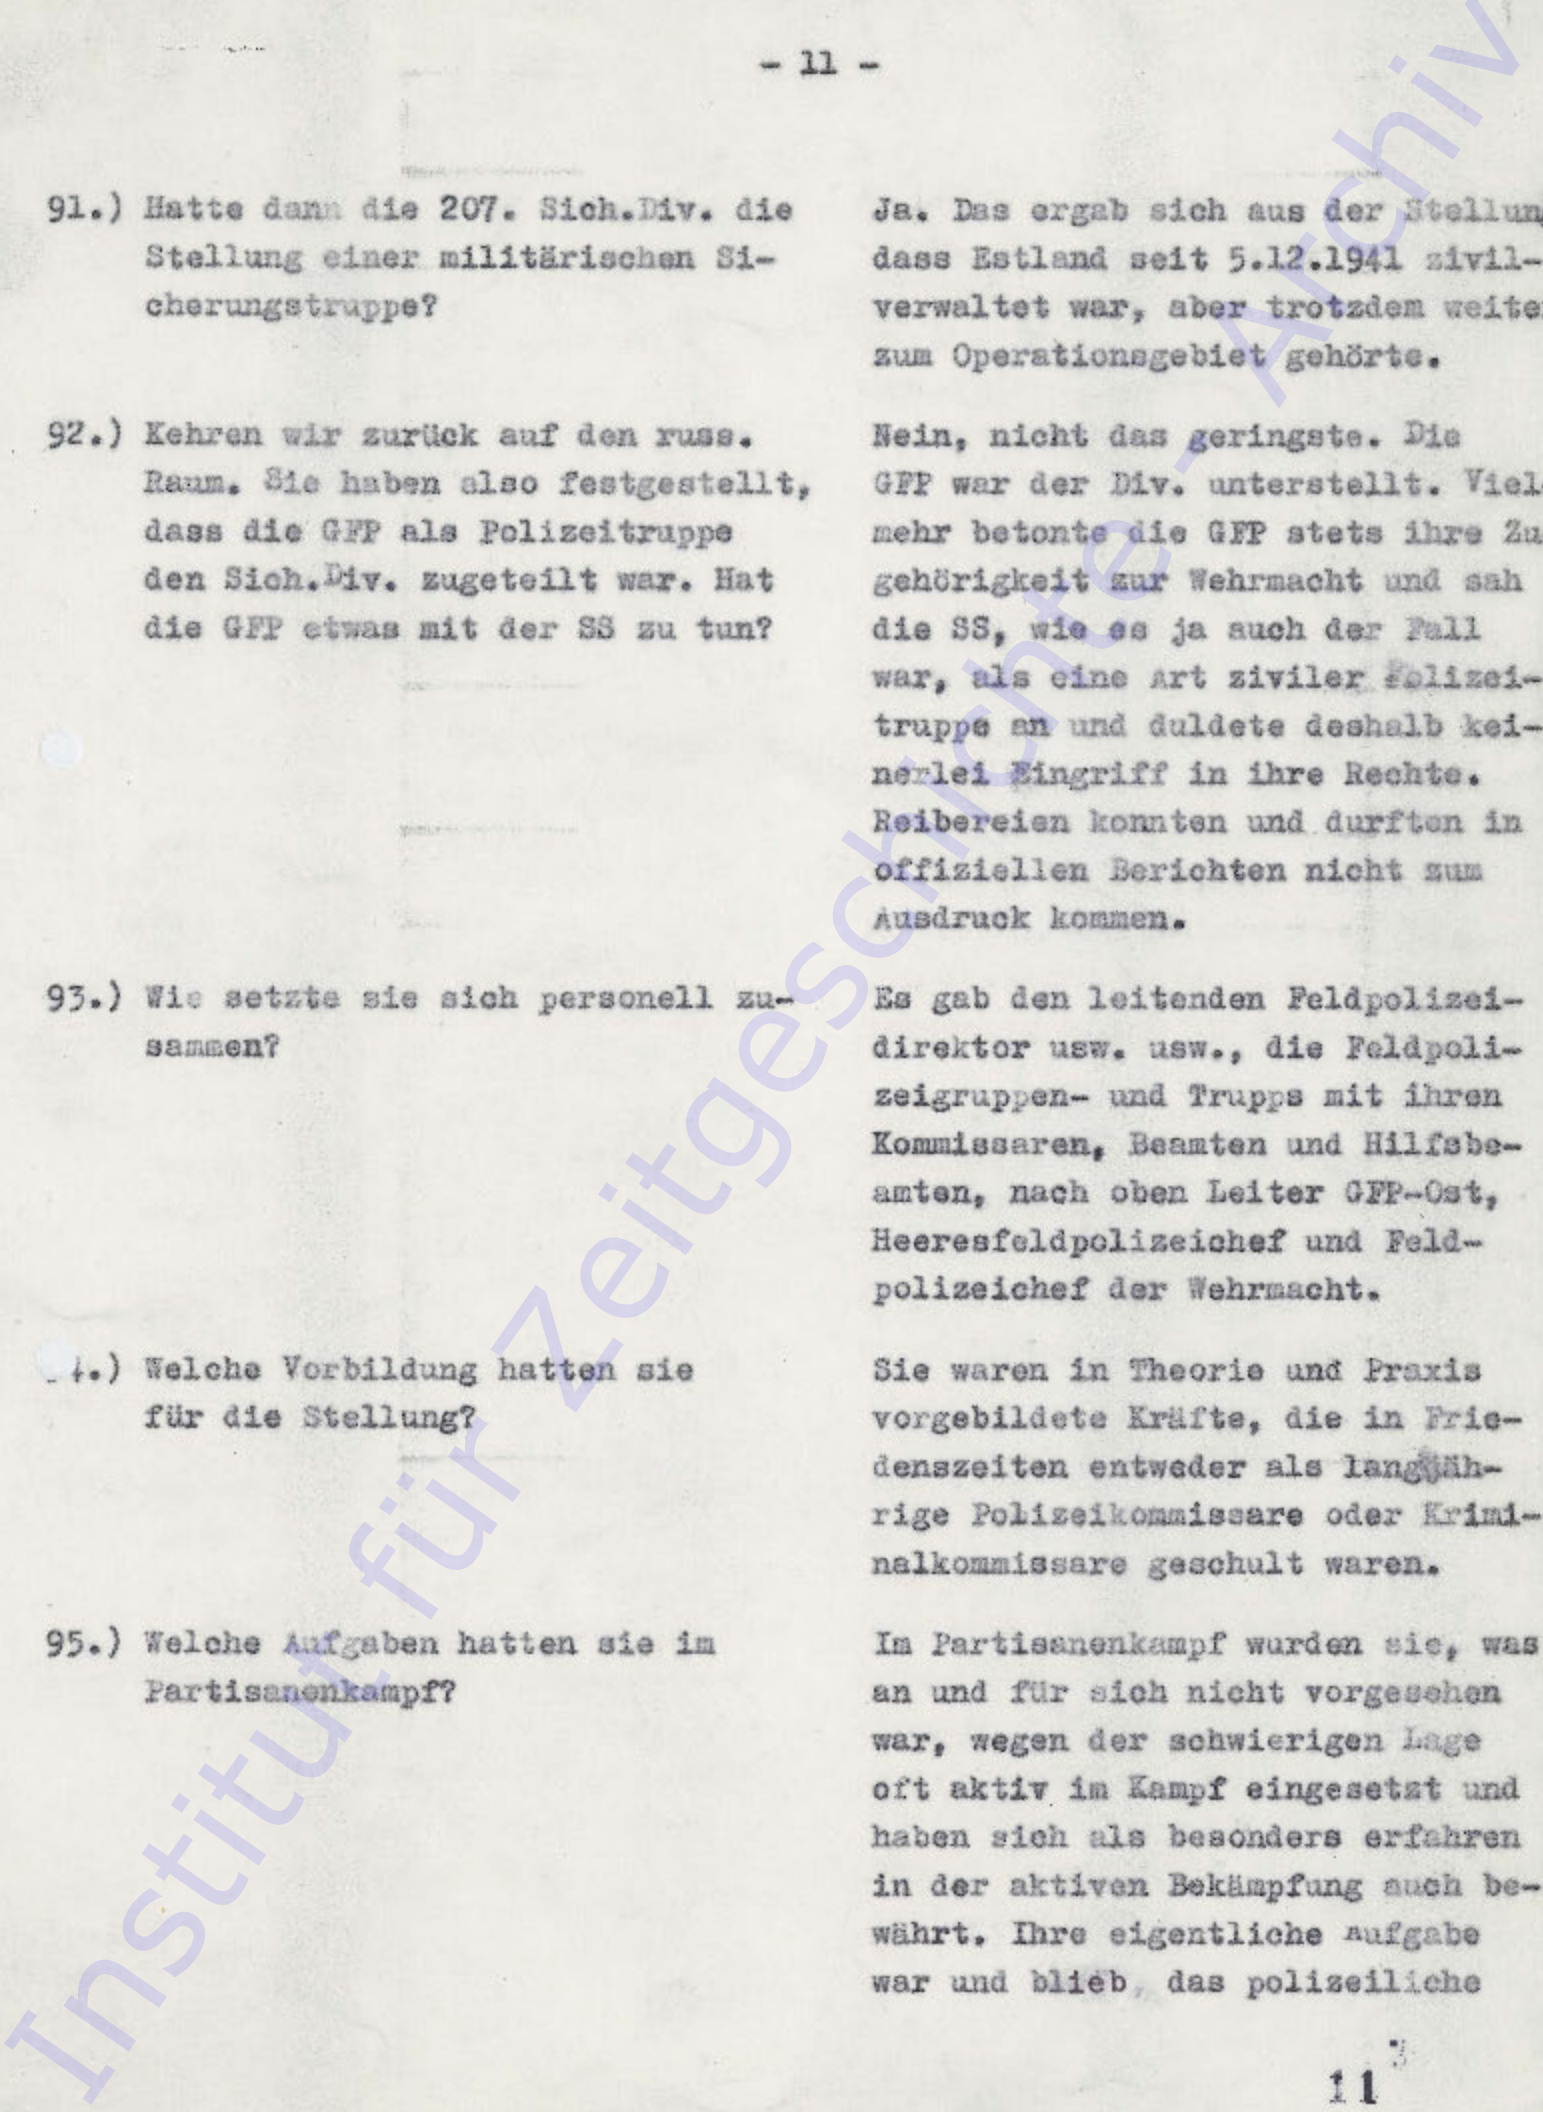 - 11 -
91.) Hatte dann die 207. Sich.Div. die
Stellung einer militärischen Si-
cherungstruppe?
Ja. Das ergab sich aus der Stellun
dass Estland seit 5.12.1941 zivil-
verwaltet war, aber trotzdem weite
zum Operationsgebiet gehörte.
92.) Kehren wir zurück auf den russ.
Raum. Sie haben also festgestellt,
dass die GFP als Polizeitruppe
den Sich.Div. zugeteilt war. Hat
die GFP etwas mit der SS zu tun?
Nein, nicht das geringste. Die
GFP war der Div. unterstellt. Viel-
mehr betonte die GFP stets ihre Zu
gehörigkeit zur Wehrmacht und sah
die SS, wie es ja auch der Fall
war, als eine Art ziviler Polizei-
truppe an und duldete deshalb kei-
nerlei Eingriff in ihre Rechte.
Reibereien konnten und durften in
offiziellen Berichten nicht zum
Ausdruck kommen.
93.) Wie setzte sie sich personell zu-
sammen?
Es gab den leitenden Feldpolizei-
direktor usw. usw., die Feldpoli-
zeigruppen- und Trupps mit ihren
Kommissaren, Beamten und Hilfsbe-
amten, nach oben Leiter GFP-Ost,
Heeresfeldpolizeichef und Feld-
polizeichef der Wehrmacht.
4.) Welche Vorbildung hatten sie
für die Stellung?
Sie waren in Theorie und Praxis
vorgebildete Kräfte, die in Frie-
denszeiten entweder als langjäh-
rige Polizeikommissare oder Krimi-
nalkommissare geschult waren.
95.) Welche Aufgaben hatten sie im
Partisanenkampf?
Im Partisanenkampf wurden sie, was
an und für sich nicht vorgesehen
war, wegen der schwierigen Lage
oft aktiv im Kampf eingesetzt und
haben sich als besonders erfahren
in der aktiven Bekämpfung auch be-
währt. Ihre eigentliche Aufgabe
war und blieb, das polizeiliche
11
Institut für Zeitgeschichte - Archiv